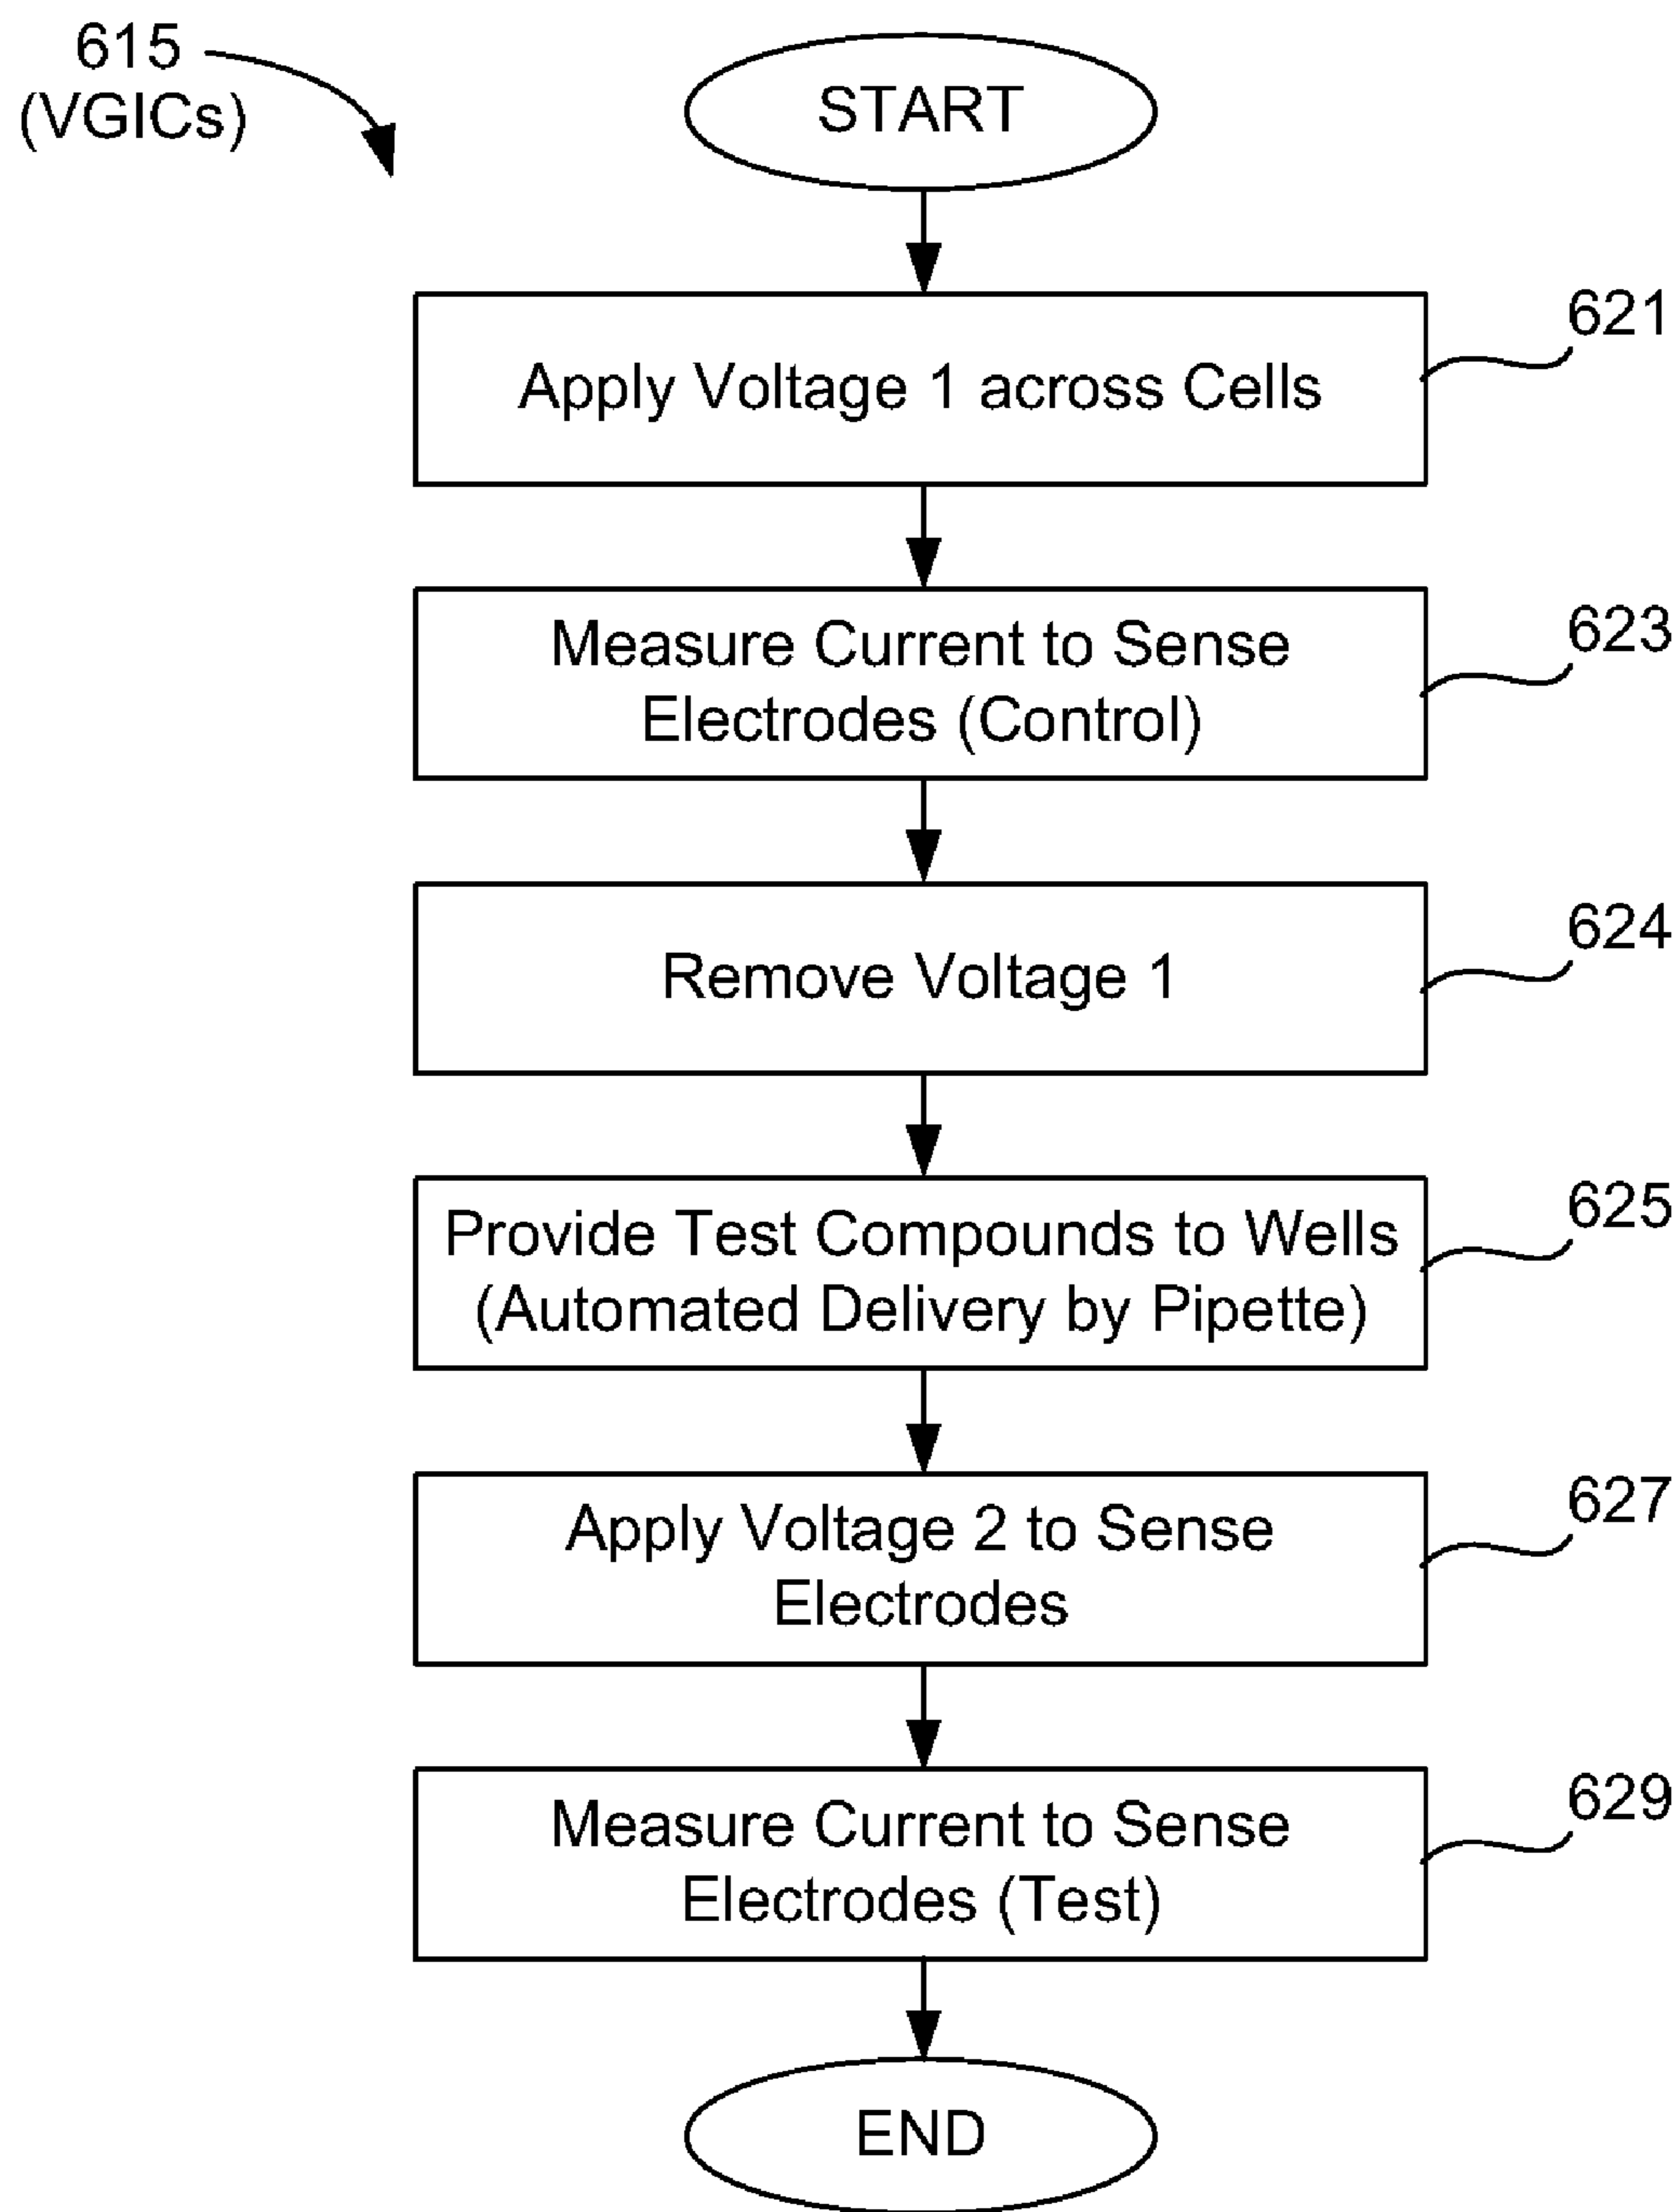 615
(VGICs)
START
Apply Voltage 1 across Cells
621
Measure Current to Sense
Electrodes (Control)
623
Remove Voltage 1
624
Provide Test Compounds to Wells
(Automated Delivery by Pipette)
625
Apply Voltage 2 to Sense
Electrodes
627
Measure Current to Sense
Electrodes (Test)
629
END